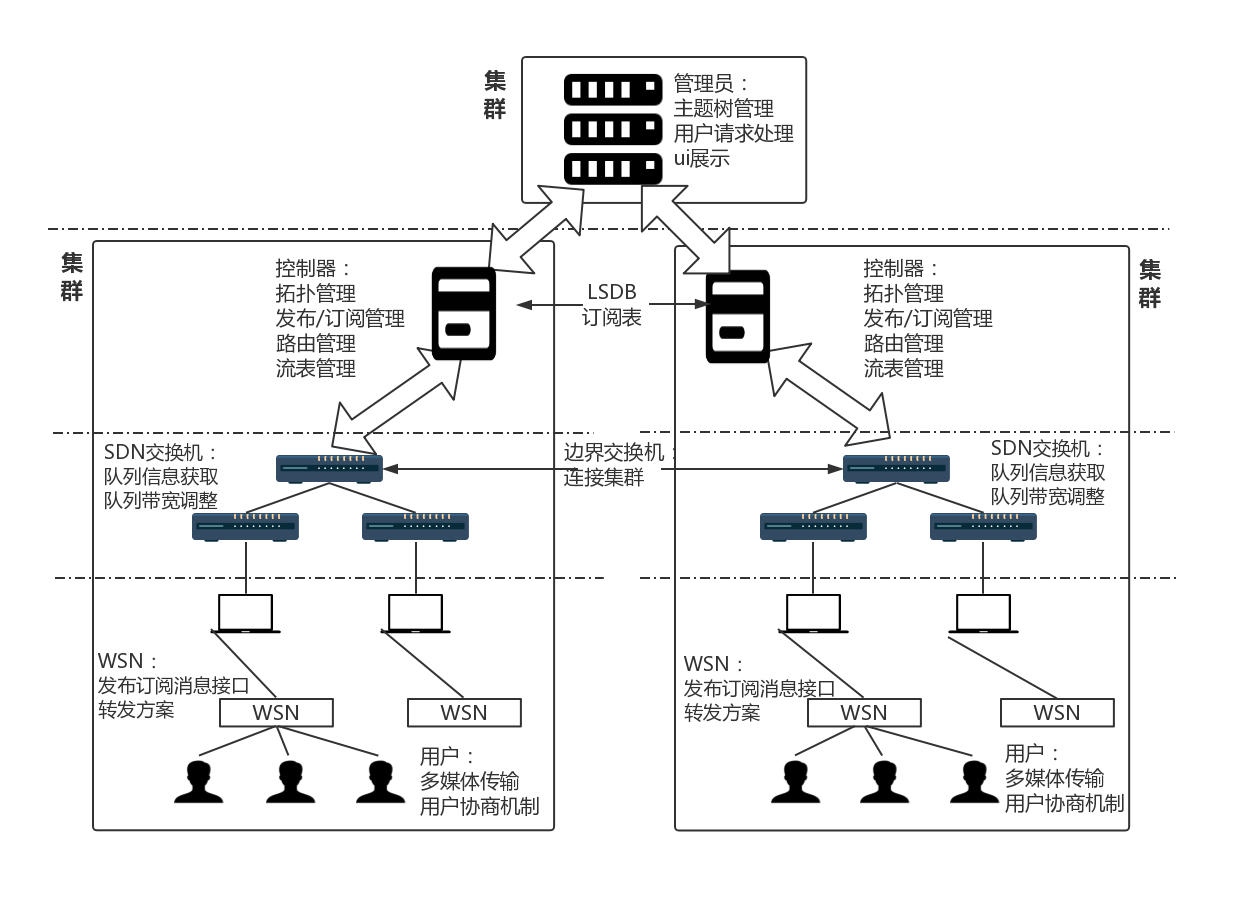 集
群
管理员：
主题树管理
用户请求处理
ui展示
集
群
控制器：
拓扑管理
发布/订阅管理
路由管理
流表管理
LSDB
订阅表
控制器：
拓扑管理
发布/订阅管理
路由管理
流表管理
集
群
SDN交换机：
队列信息获取
队列带宽调整
边界交换机：
连接集群
SDN交换机：
队列信息获取
队列带宽调整
WSN：
发布订阅消息接口
转发方案
WSN
WSN
用户：
多媒体传输
用户协商机制
WSN：
发布订阅消息接口
转发方案
WSN
WSN
用户：
多媒体传输
用户协商机制